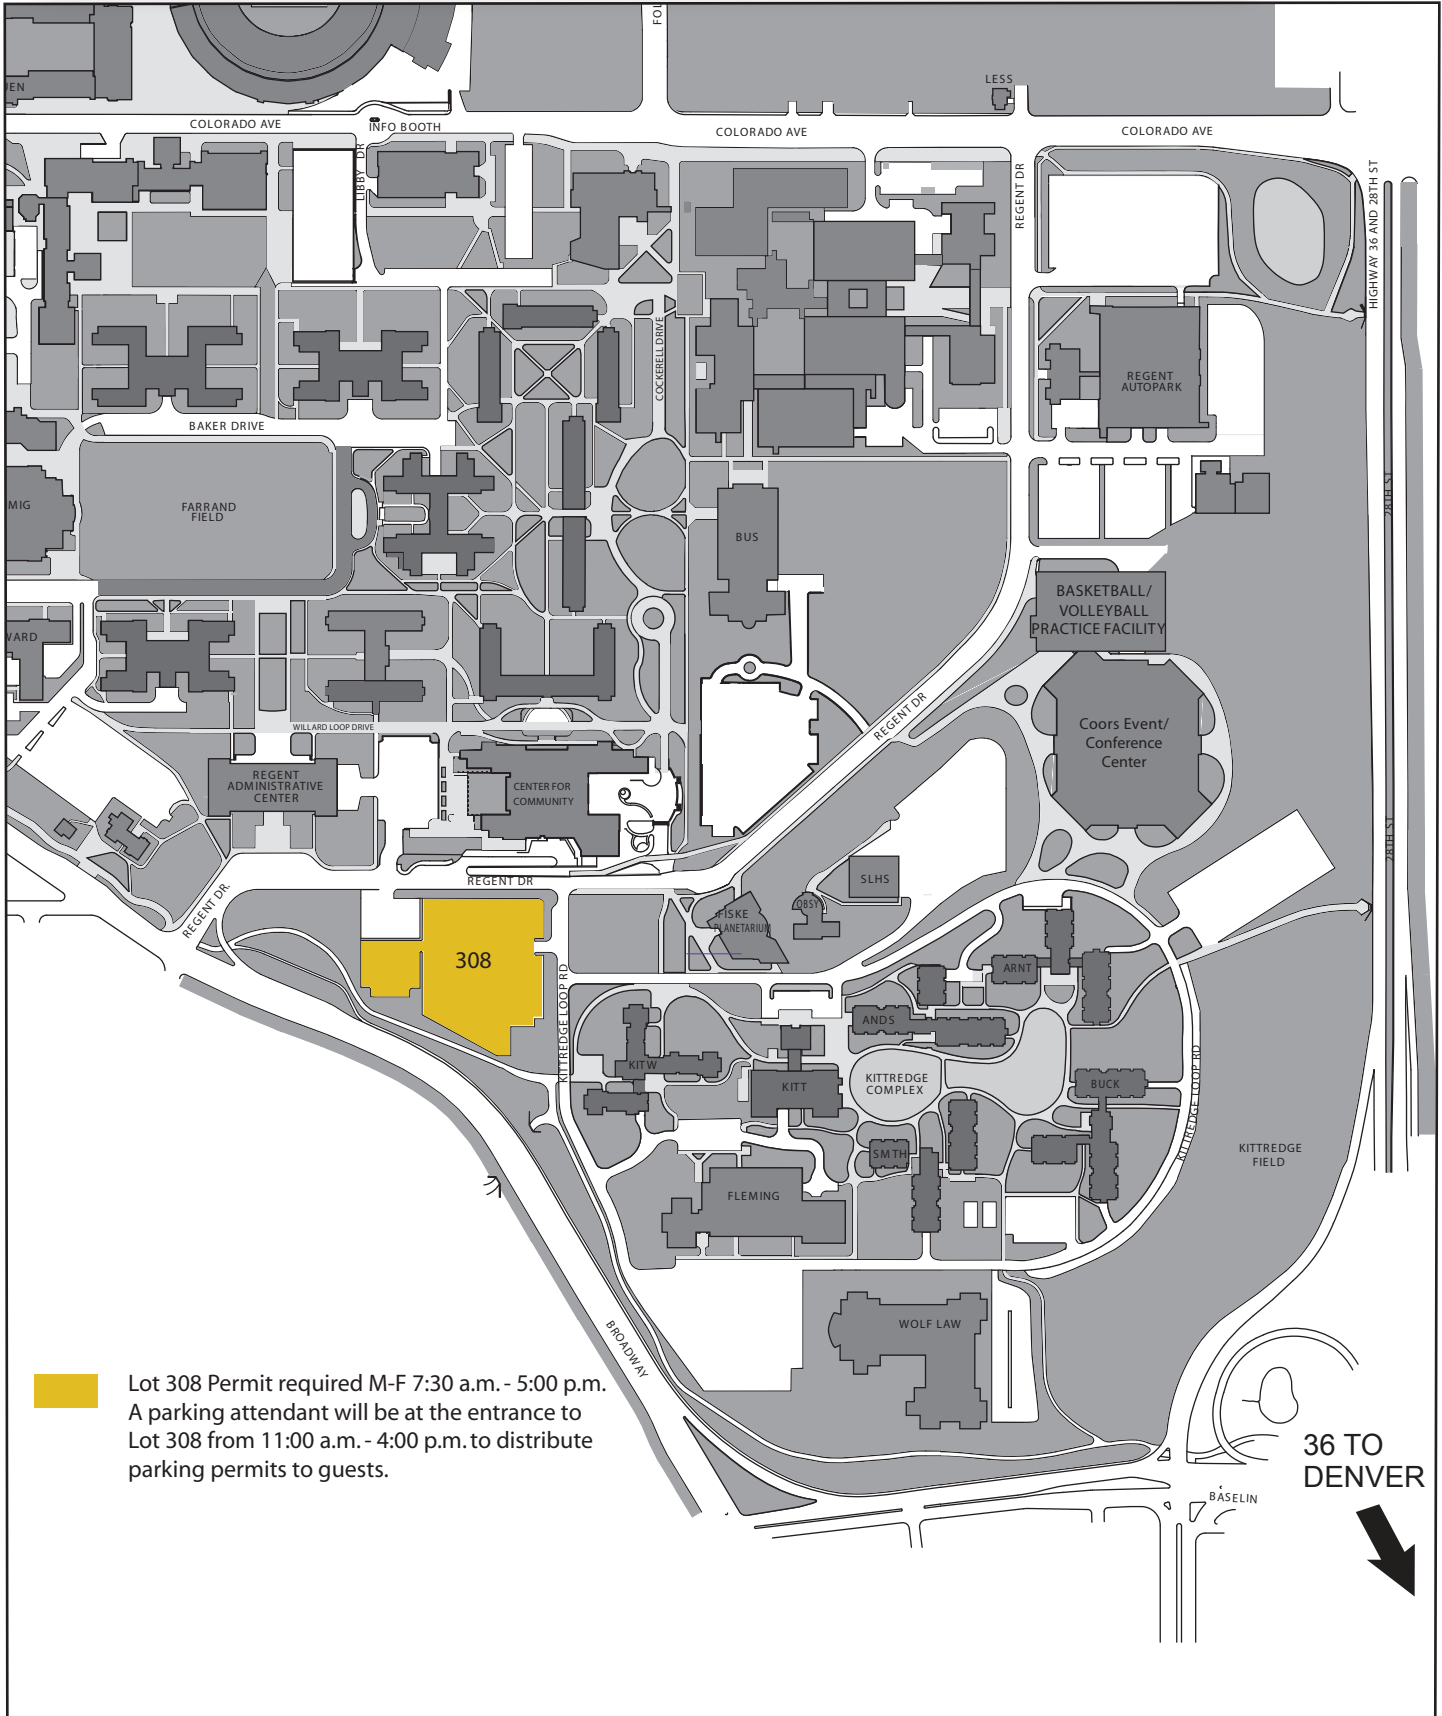 FOL
LESS
UEN
COLORADO AVE
INFO BOOTH
COLORADO AVE
COLORADO AVE
LIBBY DR
REGENT DR
HIGHWAY 36 AND 28TH ST
COCKERELL DRIVE
REGENT
AUTOPARK
BAKER DRIVE
MIG
FARRAND
FIELD
28TH ST
BUS
BASKETBALL/
VOLLEYBALL
PRACTICE FACILITY
WARD
REGENT DR
WILLARD LOOP DRIVE
Coors Event/
Conference
Center
REGENT
ADMINISTRATIVE
CENTER
CENTER FOR
COMMUNITY
28TH ST
REGENT DR
SLHS
REGENT DR.
FISKE
PLANETARIUM
OBSY
308
ARNT
KITTREDGE LOOP RD
ANDS
KITW
KITT
KITTREDGE
COMPLEX
BUCK
KITTREDGE LOOP RD
SMTH
KITTREDGE
FIELD
FLEMING
WOLF LAW
BROADWAY
Lot 308 Permit required M-F 7:30 a.m. - 5:00 p.m.
A parking attendant will be at the entrance to
Lot 308 from 11:00 a.m. - 4:00 p.m. to distribute
parking permits to guests.
36 TO
DENVER
BASELIN